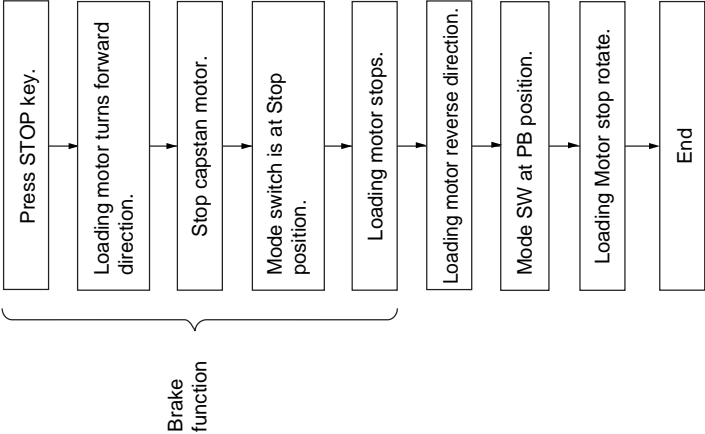 Press STOP key.
Loading motor turns forward
direction.
Stop capstan motor.
Mode switch is at Stop
position.
Loading motor stops.
Loading motor reverse direction.
Mode SW at PB position.
Loading Motor stop rotate.
End
Brake
function